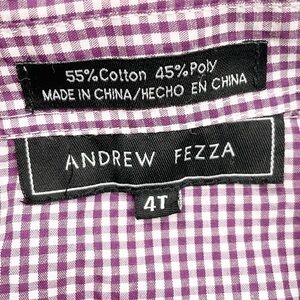 55%Cotton 45%Poly
MADE IN CHINA/HECHO EN CHINA
ANDREW FEZZA
4T